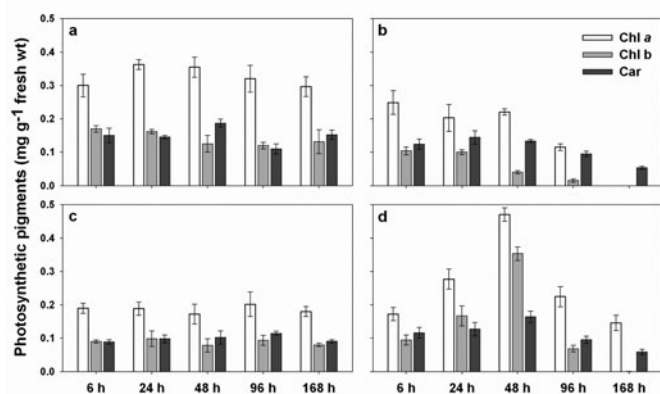 Photosynthetic pigments (mg g-1 fresh wt)
a
0.5
0.4
0.3
0.2
0.1
0.0
b
Chl a
Chl b
Car
c
0.5
0.4
0.3
0.2
0.1
0.0
d
6 h 24 h 48 h 96 h 168 h
6 h 24 h 48 h 96 h 168 h